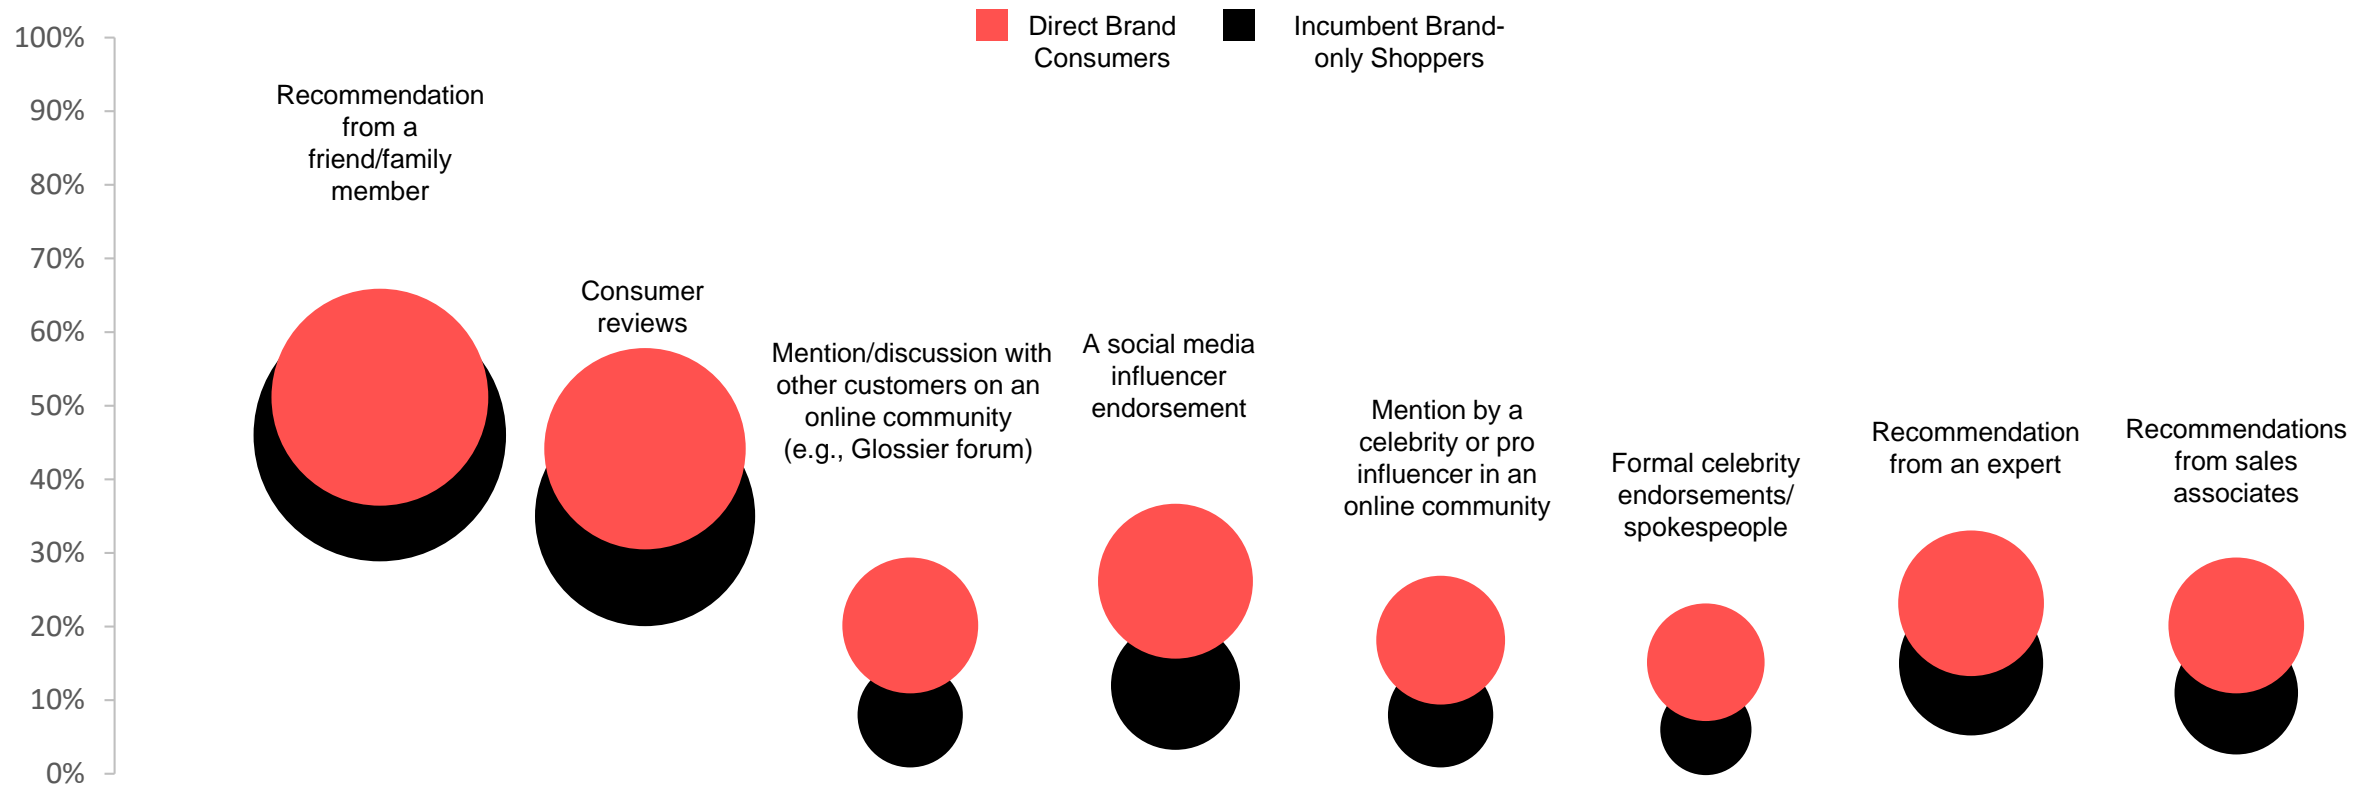 Direct Brand
Consumers
Incumbent Brand-
only Shoppers
100%
90%
80%
70%
60%
50%
40%
30%
20%
10%
0%
Recommendation
from a
friend/family
member
Consumer
reviews
Mention/discussion with
other customers on an
online community
(e.g., Glossier forum)
A social media
influencer
endorsement
Mention by a
celebrity or pro
influencer in an
online community
Formal celebrity
endorsements/
spokespeople
Recommendation
from an expert
Recommendations
from sales
associates